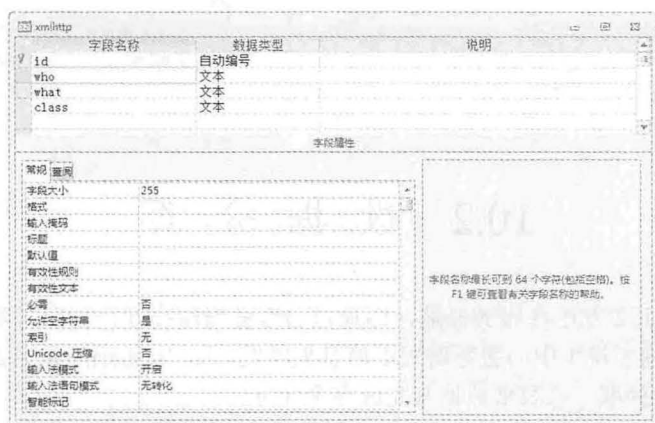 xmlhttp
字段名称 数据类型 说明
id 自动编号
who 文本
what 文本
class 文本
字段属性
常规 查阅
字段大小 255
格式
输入掩码
标题
默认值
有效性规则
有效性文本
必需 否
允许空字符串 是
索引 无
Unicode 压缩 否
输入法模式 开启
输入法语句模式 无转化
智能标记
字段名称最长可到 64 个字符(包括空格)。按
F1 键可查看有关字段名称的帮助。